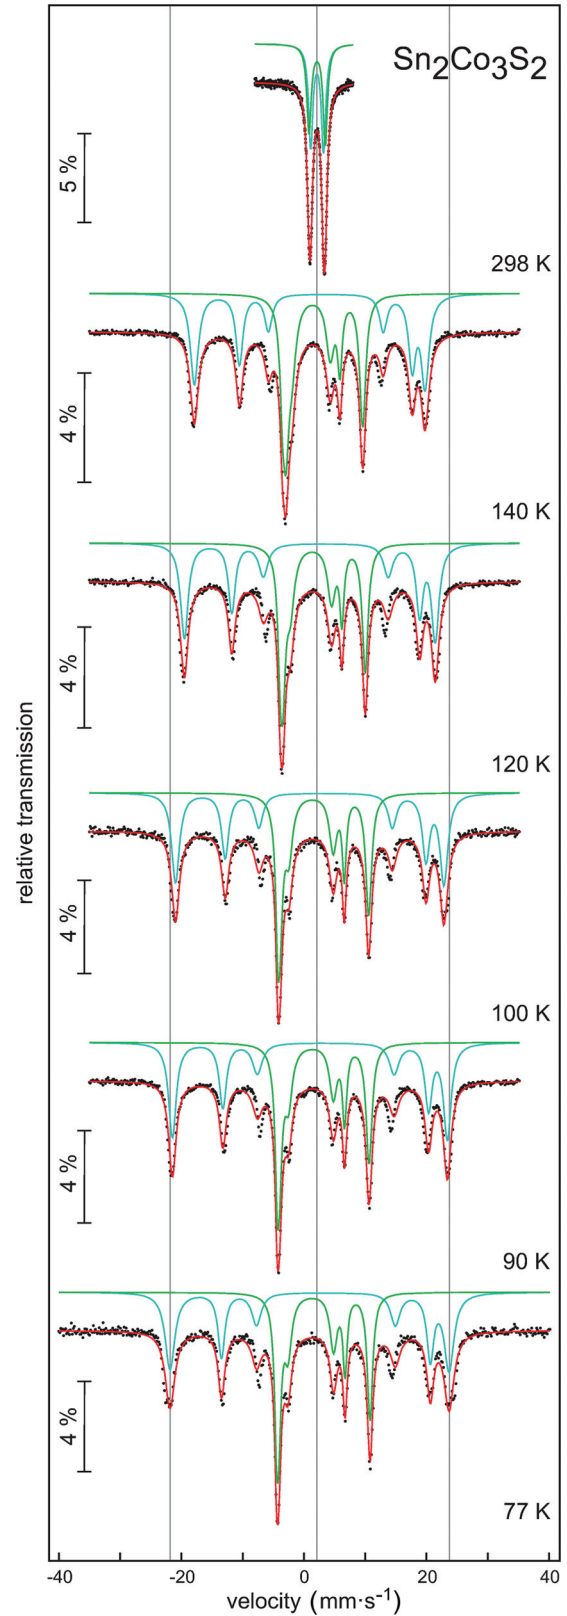 Sn2Co3S2
5 %
298 K
4 %
140 K
4 %
120 K
relative transmission
4 %
100 K
4 %
90 K
4 %
77 K
-40 -20 0 20 40
velocity (mm·s-1)